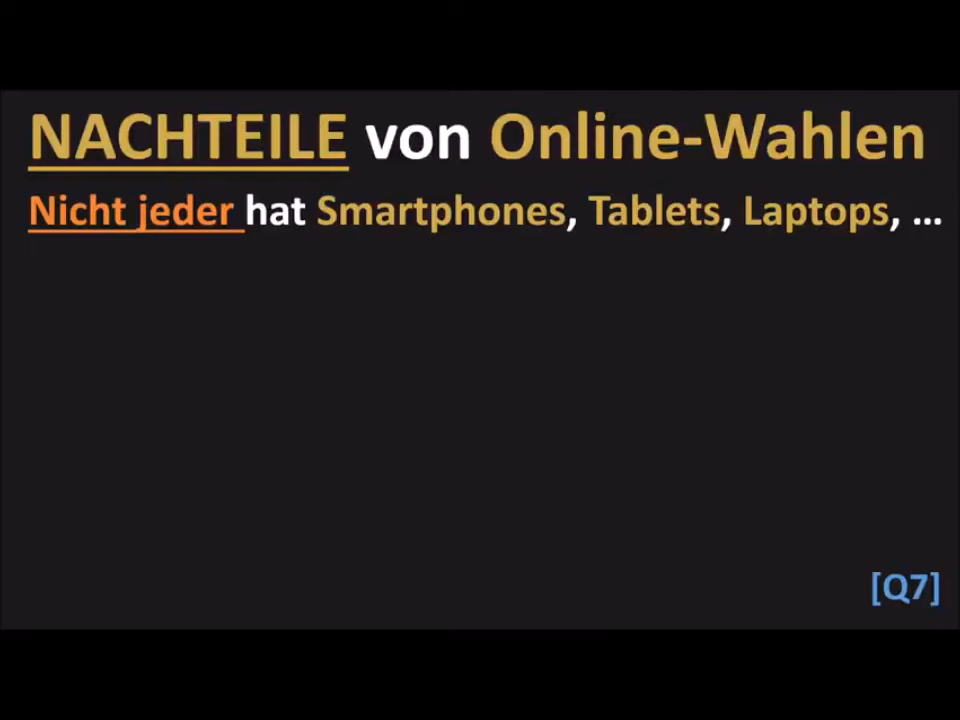 NACHTEILE von Online-Wahlen
Nicht jeder hat Smartphones, Tablets, Laptops, ...
[Q7]